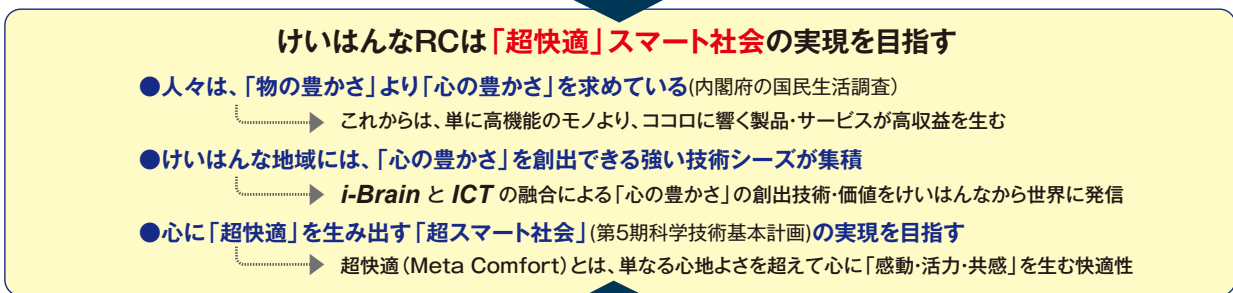 けいはんなRCは「超快適」スマート社会の実現を目指す
●人々は、「物の豊かさ」より「心の豊かさ」を求めている(内閣府の国民生活調査)
これからは、単に高機能のモノより、ココロに響く製品・サービスが高収益を生む
●けいはんな地域には、「心の豊かさ」を創出できる強い技術シーズが集積
i-Brain と ICT の融合による「心の豊かさ」の創出技術・価値をけいはんなから世界に発信
●心に「超快適」を生み出す「超スマート社会」(第5期科学技術基本計画)の実現を目指す
超快適(Meta Comfort)とは、単なる心地よさを超えて心に「感動・活力・共感」を生む快適性